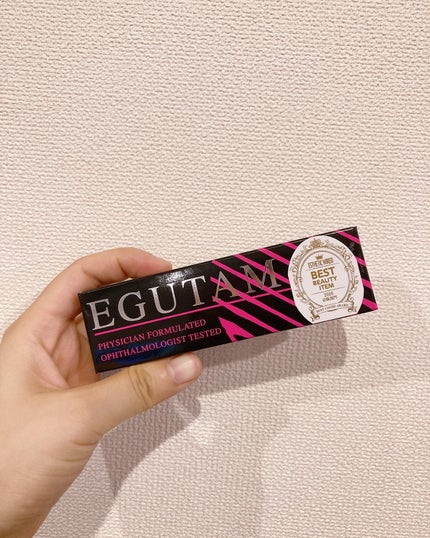 EGUTAM
PHYSICIAN FORMULATED
OPHTHALMOLOGIST TESTED
BEST
BEAUTY
ITEM